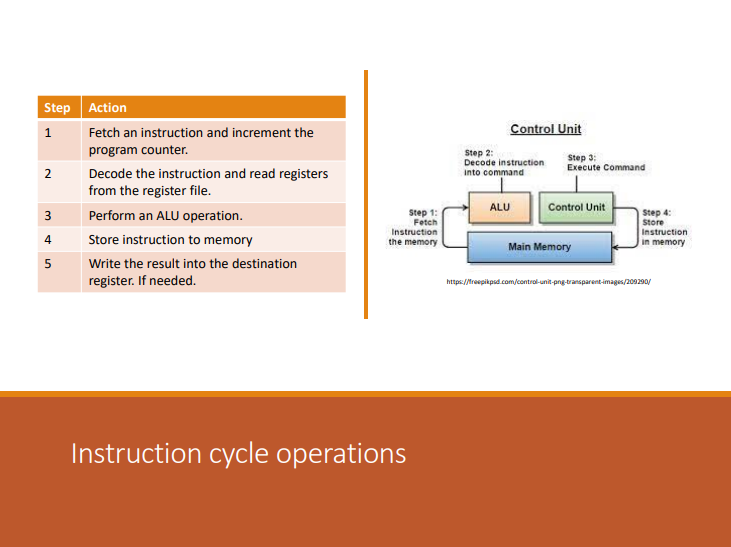 Step Action
1 Fetch an instruction and increment the
program counter.
2 Decode the instruction and read registers
from the register file.
3 Perform an ALU operation.
4 Store instruction to memory
5 Write the result into the destination
register. If needed.
Control Unit
Step 2:
Decode instruction
into command
Step 3:
Execute Command
ALU
Control Unit
Step 1:
Fetch
Instruction
the memory
Step 4:
Store
Instruction
in memory
Main Memory
https://freepikpsd.com/control-unit-png-transparent-images/209290/
Instruction cycle operations